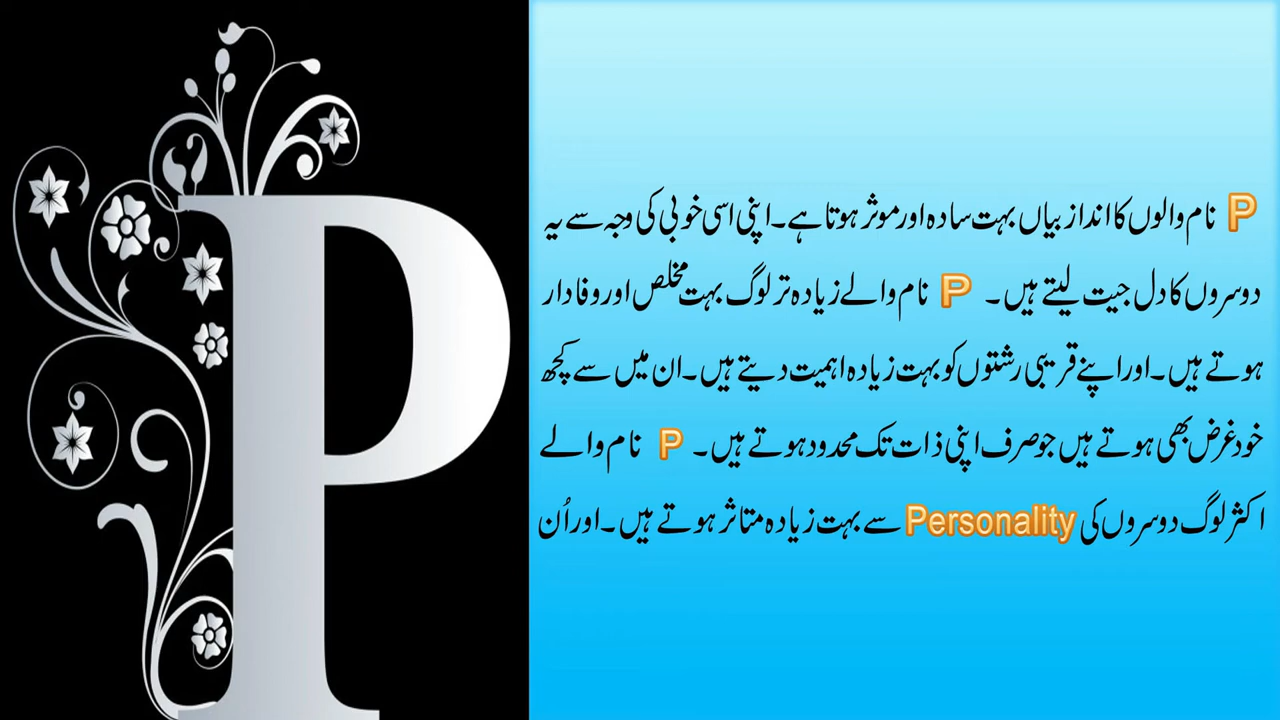 P
P نام والوں کا انداز بیاں بہت سادہ اور موثر ہوتا ہے۔ اپنی اسی خوبی کی وجہ سے یہ
دوسروں کا دل جیت لیتے ہیں۔ P نام والے زیادہ تر لوگ بہت مخلص اور وفادار
ہوتے ہیں۔ اور اپنے قریبی رشتوں کو بہت زیادہ اہمیت دیتے ہیں۔ ان میں سے کچھ
خود غرض بھی ہوتے ہیں جو صرف اپنی ذات تک محدود ہوتے ہیں۔ P نام والے
اکثر لوگ دوسروں کی Personality سے بہت زیادہ متاثر ہوتے ہیں۔ اور اُن